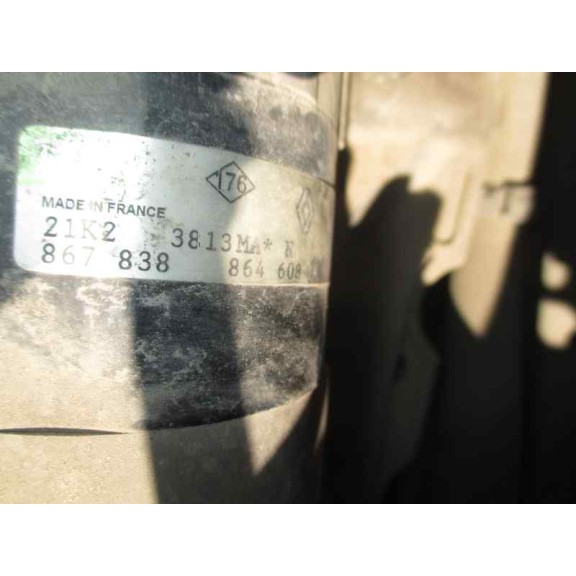 176
MADE IN FRANCE
21K2 3813MA* K
867 838 864 608